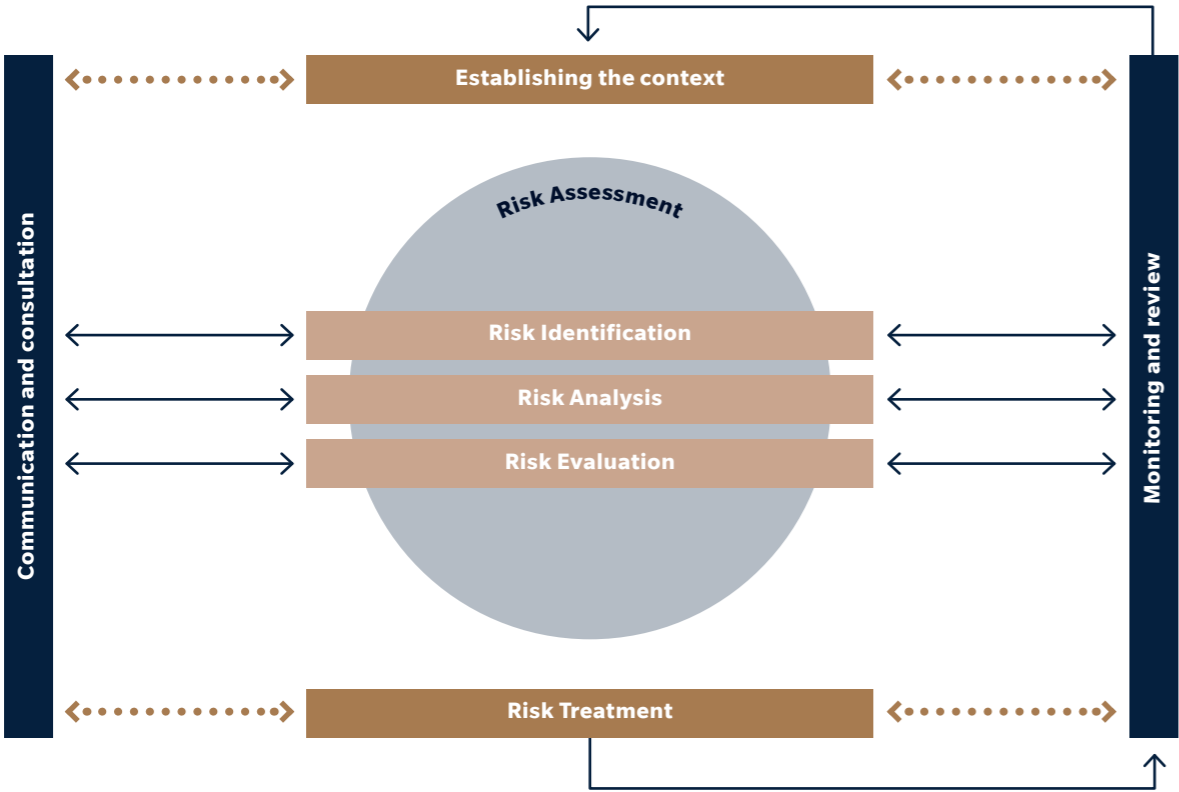 Establishing the context
Communication and consultation
Risk Assessment
Risk Identification
Risk Analysis
Risk Evaluation
Monitoring and review
Risk Treatment